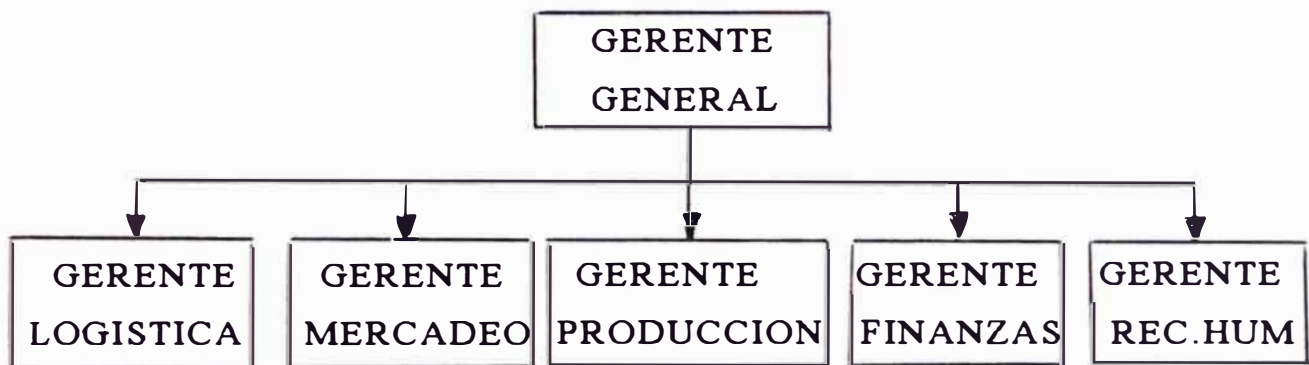 GERENTE
GENERAL
GERENTE
LOGISTICA
GERENTE
MERCADEO
GERENTE
PRODUCCION
GERENTE
FINANZAS
GERENTE
REC.HUM